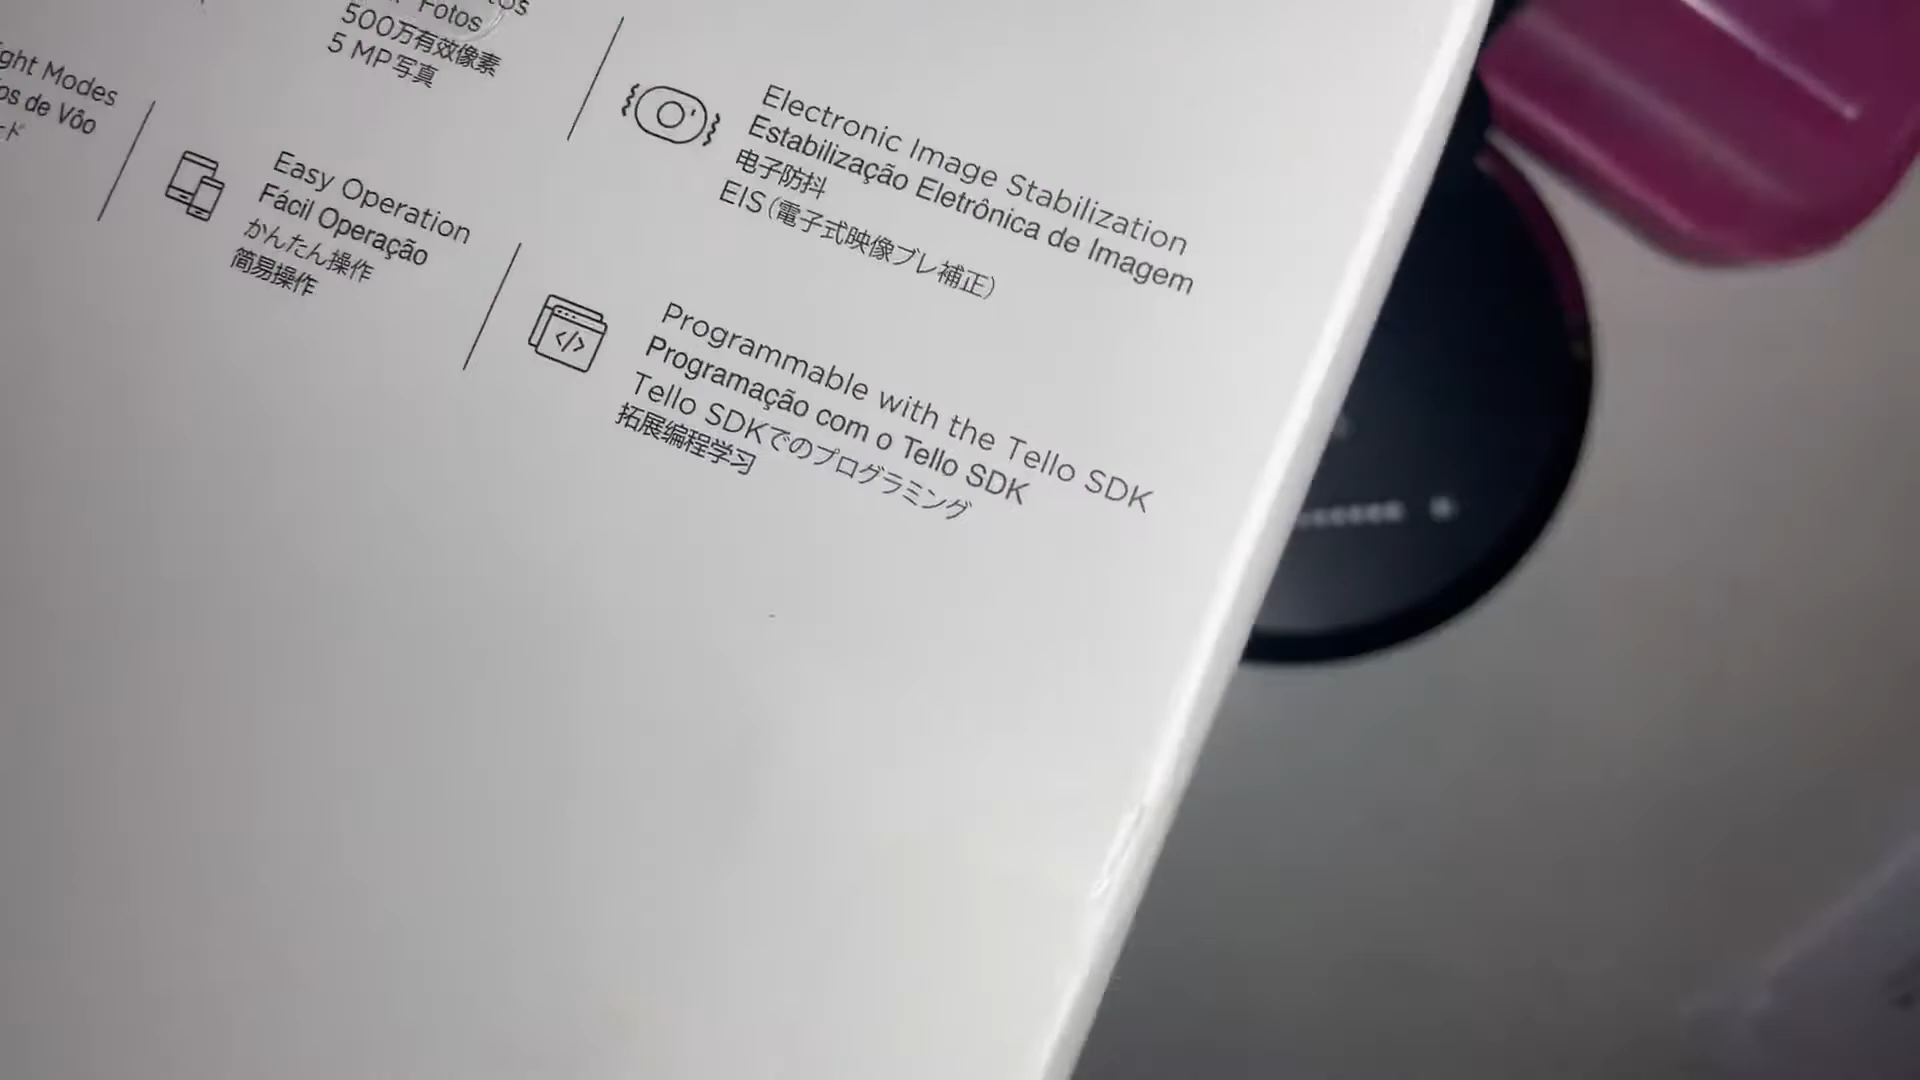 Fotos
500万有效像素
5 MP写真
Modes
de Vôo
Easy Operation
Fácil Operação
かんたん操作
简易操作
Electronic Image Stabilization
Estabilização Eletrônica de Imagem
电子防抖
EIS(電子式映像ブレ補正)
Programmable with the Tello SDK
Programação com o Tello SDK
Tello SDKでのプログラミング
拓展编程学习